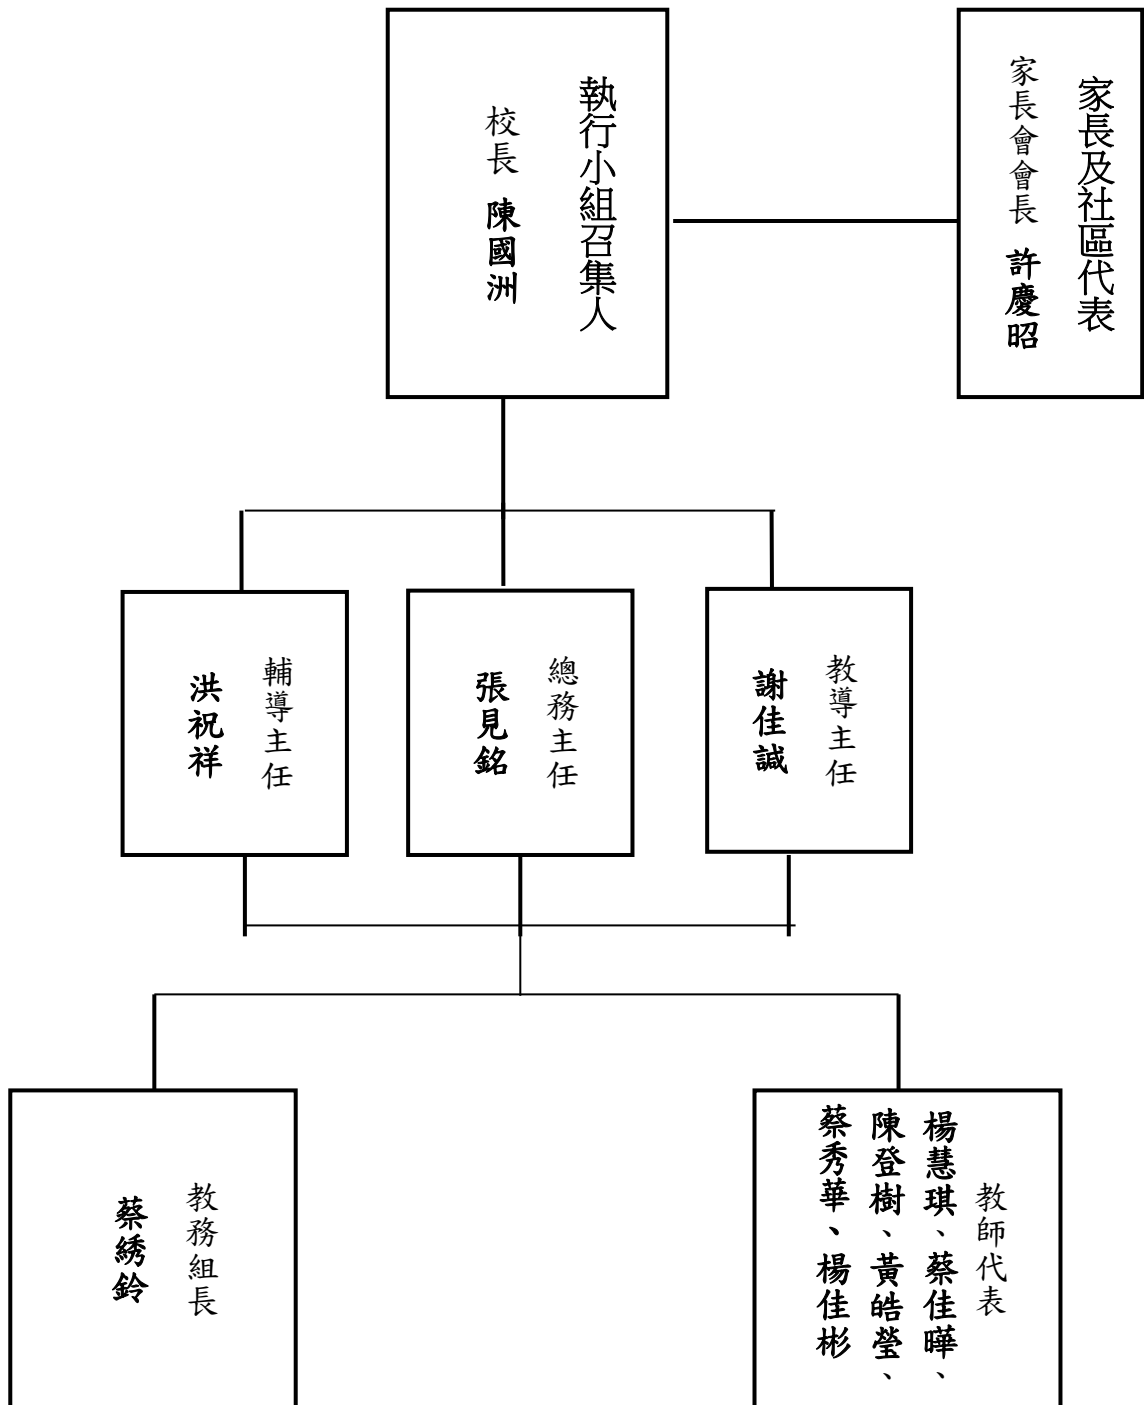 家長及社區代表
家長會會長 許慶昭
執行小組召集人
校長 陳國洲
教導主任
謝佳誠
總務主任
張見銘
輔導主任
洪祝祥
教師代表
楊慧琪、蔡佳曄、
陳登樹、黃皓瑩、
蔡秀華、楊佳彬
教務組長
蔡綉鈴